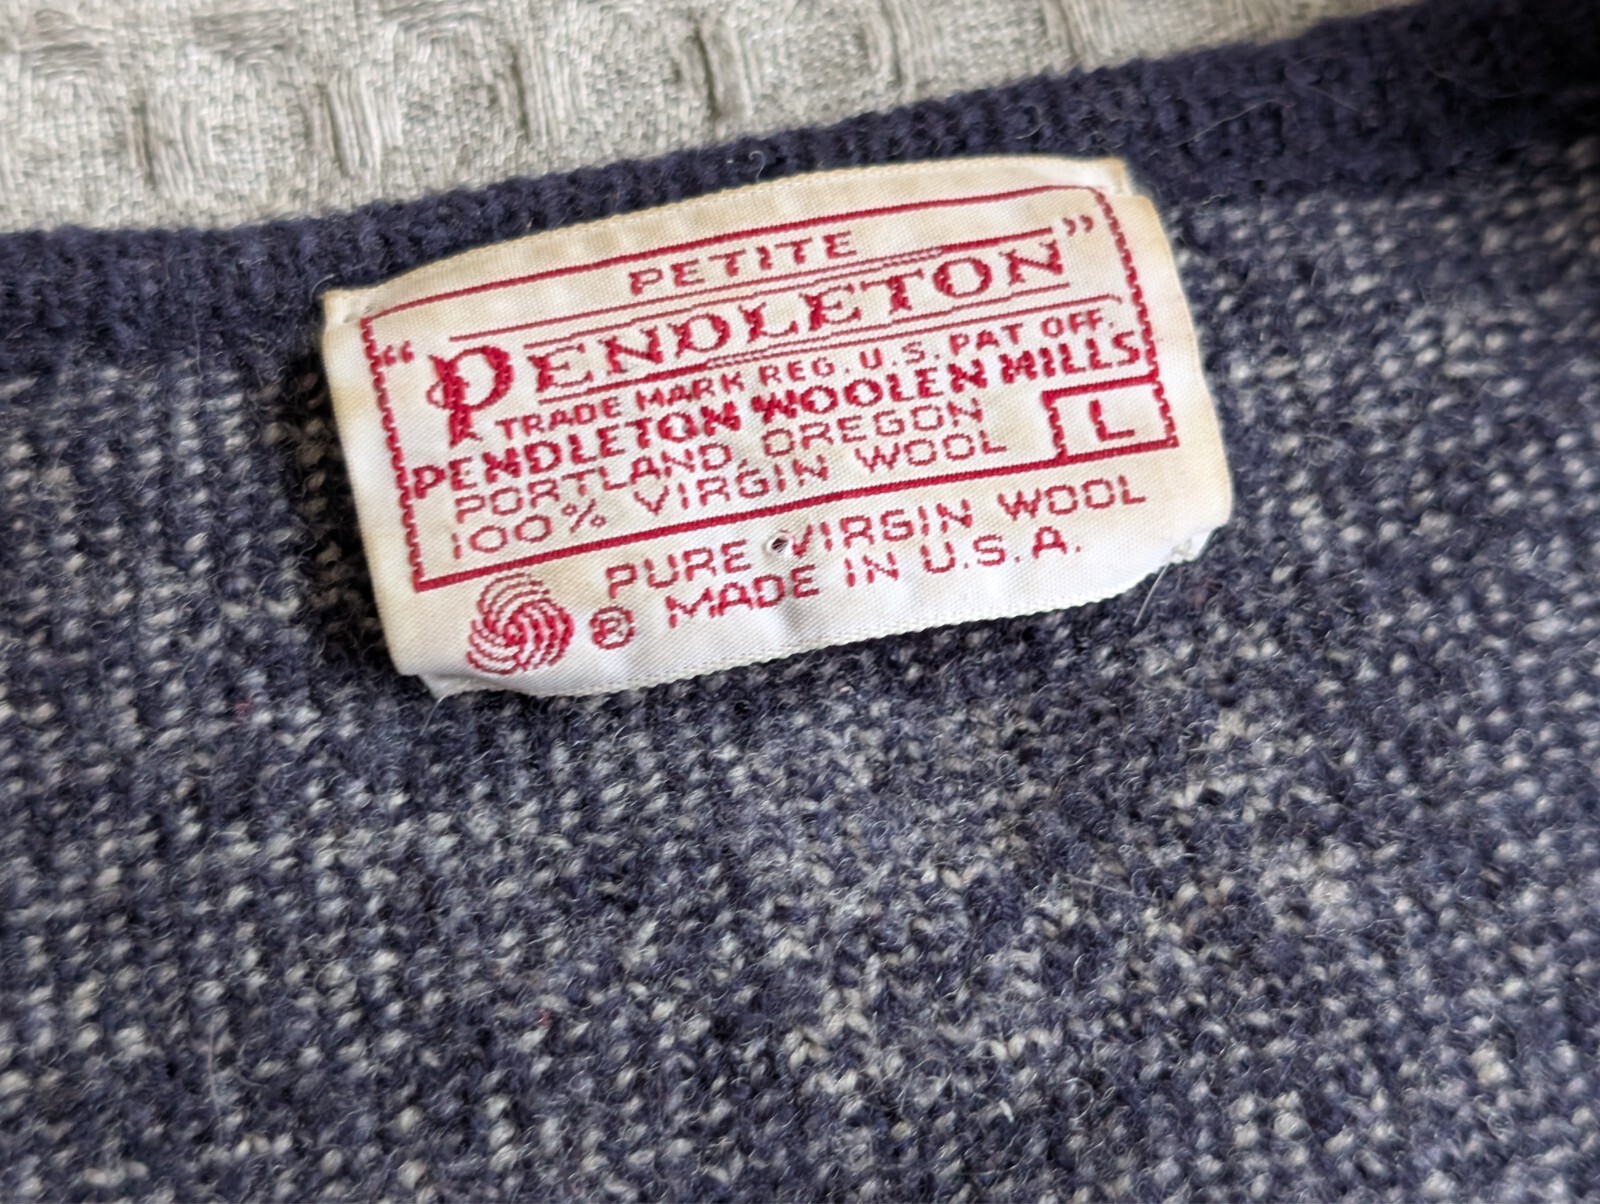 PETITE
"PENDLETON"
TRADE MARK REG. U.S. PAT OFF.
PENDLETON WOOLEN MILLS
PORTLAND, OREGON
100% VIRGIN WOOL
L
PURE VIRGIN WOOL
® MADE IN U.S.A.